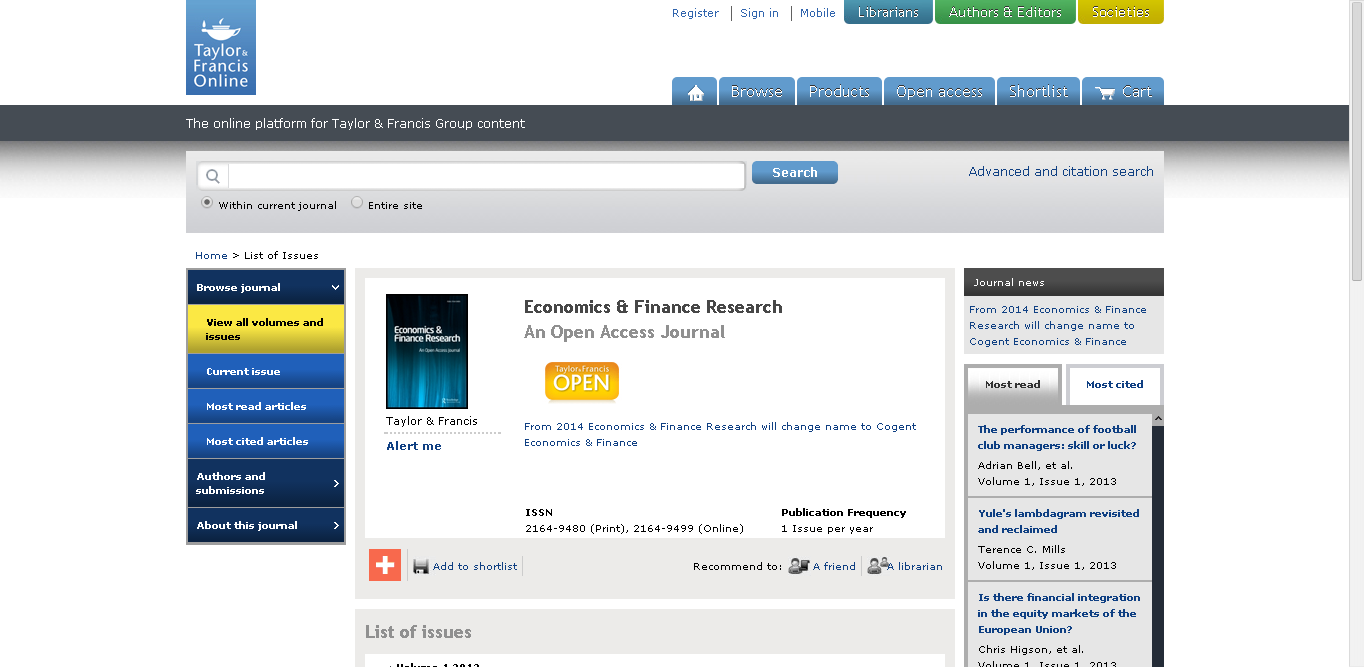 Register
Sign in
Mobile
Librarians
Authors & Editors
Societies
Taylor &
Francis
Online
Browse
Products
Open access
Shortlist
Cart
The online platform for Taylor & Francis Group content
Search
Advanced and citation search
Within current journal
Entire site
Home > List of Issues
Browse journal
View all volumes and
issues
Current issue
Most read articles
Most cited articles
Authors and
submissions
About this journal
Economics &
Finance Research
An Open Access Journal
Taylor & Francis
Alert me
Economics & Finance Research
An Open Access Journal
Taylor & Francis
OPEN
From 2014 Economics & Finance Research will change name to Cogent
Economics & Finance
ISSN
2164-9480 (Print), 2164-9499 (Online)
Publication Frequency
1 Issue per year
Add to shortlist
Recommend to:
A friend
A librarian
List of issues
Volume 1 2013
Journal news
From 2014 Economics & Finance
Research will change name to
Cogent Economics & Finance
Most read
Most cited
The performance of football
club managers: skill or luck?
Adrian Bell, et al.
Volume 1, Issue 1, 2013
Yule's lambdagram revisited
and reclaimed
Terence C. Mills
Volume 1, Issue 1, 2013
Is there financial integration
in the equity markets of the
European Union?
Chris Higson, et al.
Volume 1, Issue 1, 2013